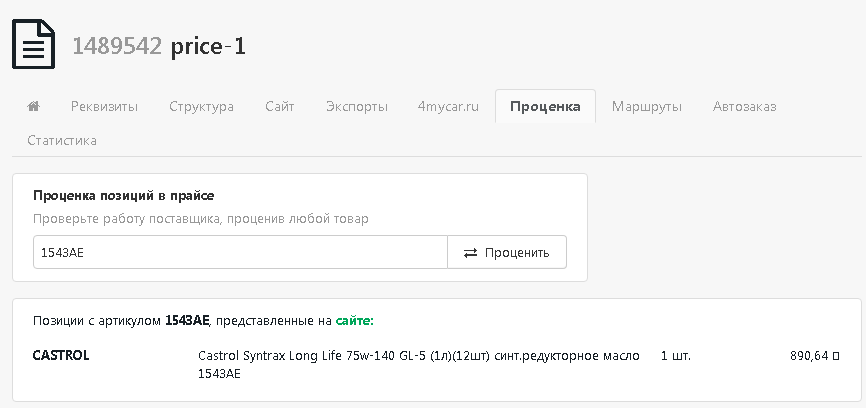 1489542 price-1
Реквизиты Структура Сайт Экспорты 4mycar.ru Проценка Маршруты Автозаказ
Статистика
Проценка позиций в прайсе
Проверьте работу поставщика, проценив любой товар
1543AE Проценить
Позиции с артикулом 1543AE, представленные на сайте:
CASTROL Castrol Syntrax Long Life 75w-140 GL-5 (1л)(12шт) синт.редукторное масло 1 шт. 890,64
1543AE